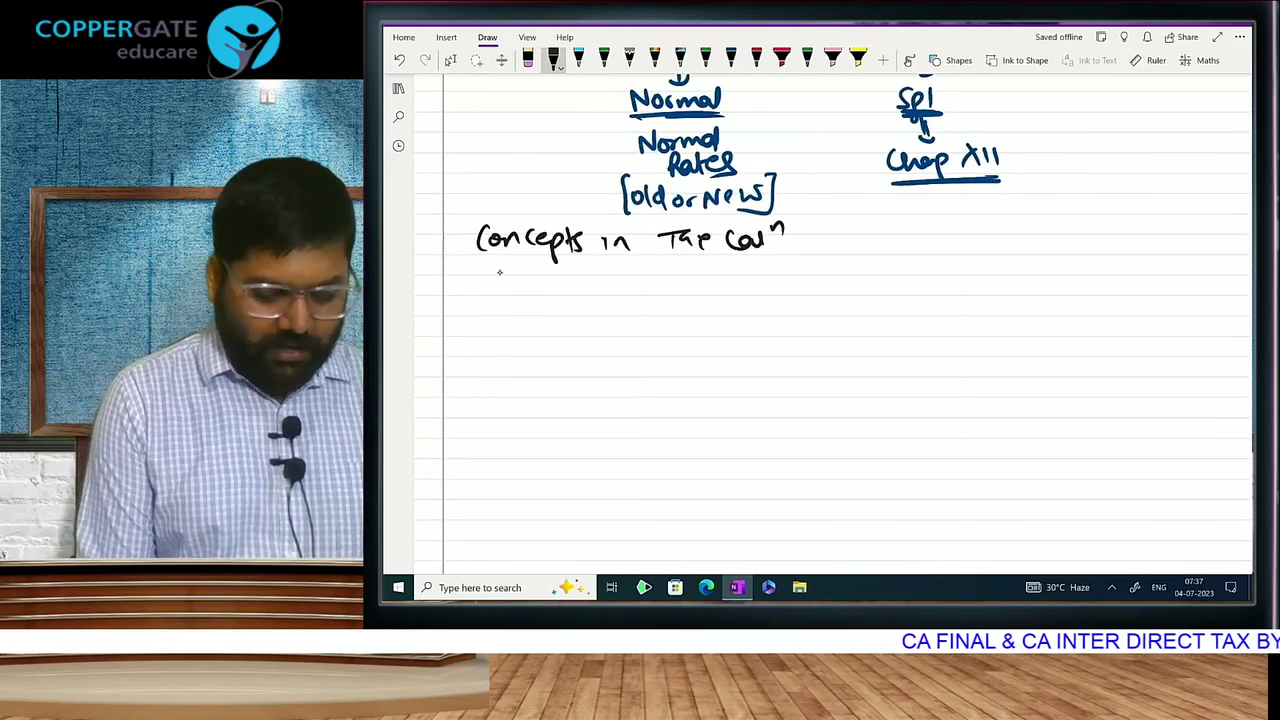 COPPERGATE
educare
Home Insert Draw View Help
Saved offline
Share
Shapes
Ink to Shape
Ink to Text
Ruler
Maths
Normal
Normal
Rates
[old or New]
Spl
Chap XII
Concepts in
Type here to search
30°C Haze
ENG
07:37
04-07-2023
CA FINAL & CA INTER DIRECT TAX BY